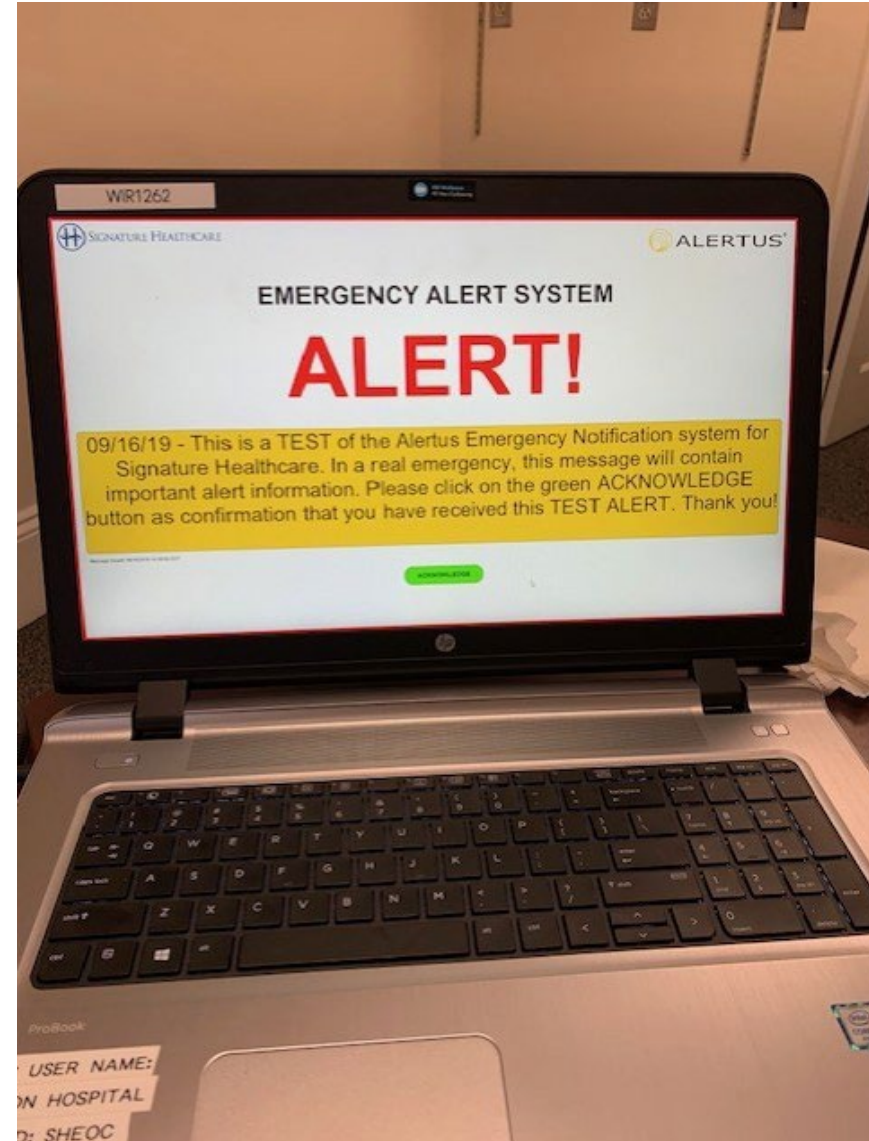 WIR1262
SIGNATURE HEALTHCARE
ALERTUS
EMERGENCY ALERT SYSTEM
ALERT!
09/16/19 - This is a TEST of the Alertus Emergency Notification system for
Signature Healthcare. In a real emergency, this message will contain
important alert information. Please click on the green ACKNOWLEDGE
button as confirmation that you have received this TEST ALERT. Thank you!
ACKNOWLEDGE
hp
Q W E R T Y U I O P
A S D F G H J K L
Z X C V B N M
ProBook
USER NAME:
ON HOSPITAL
D: SHEOC